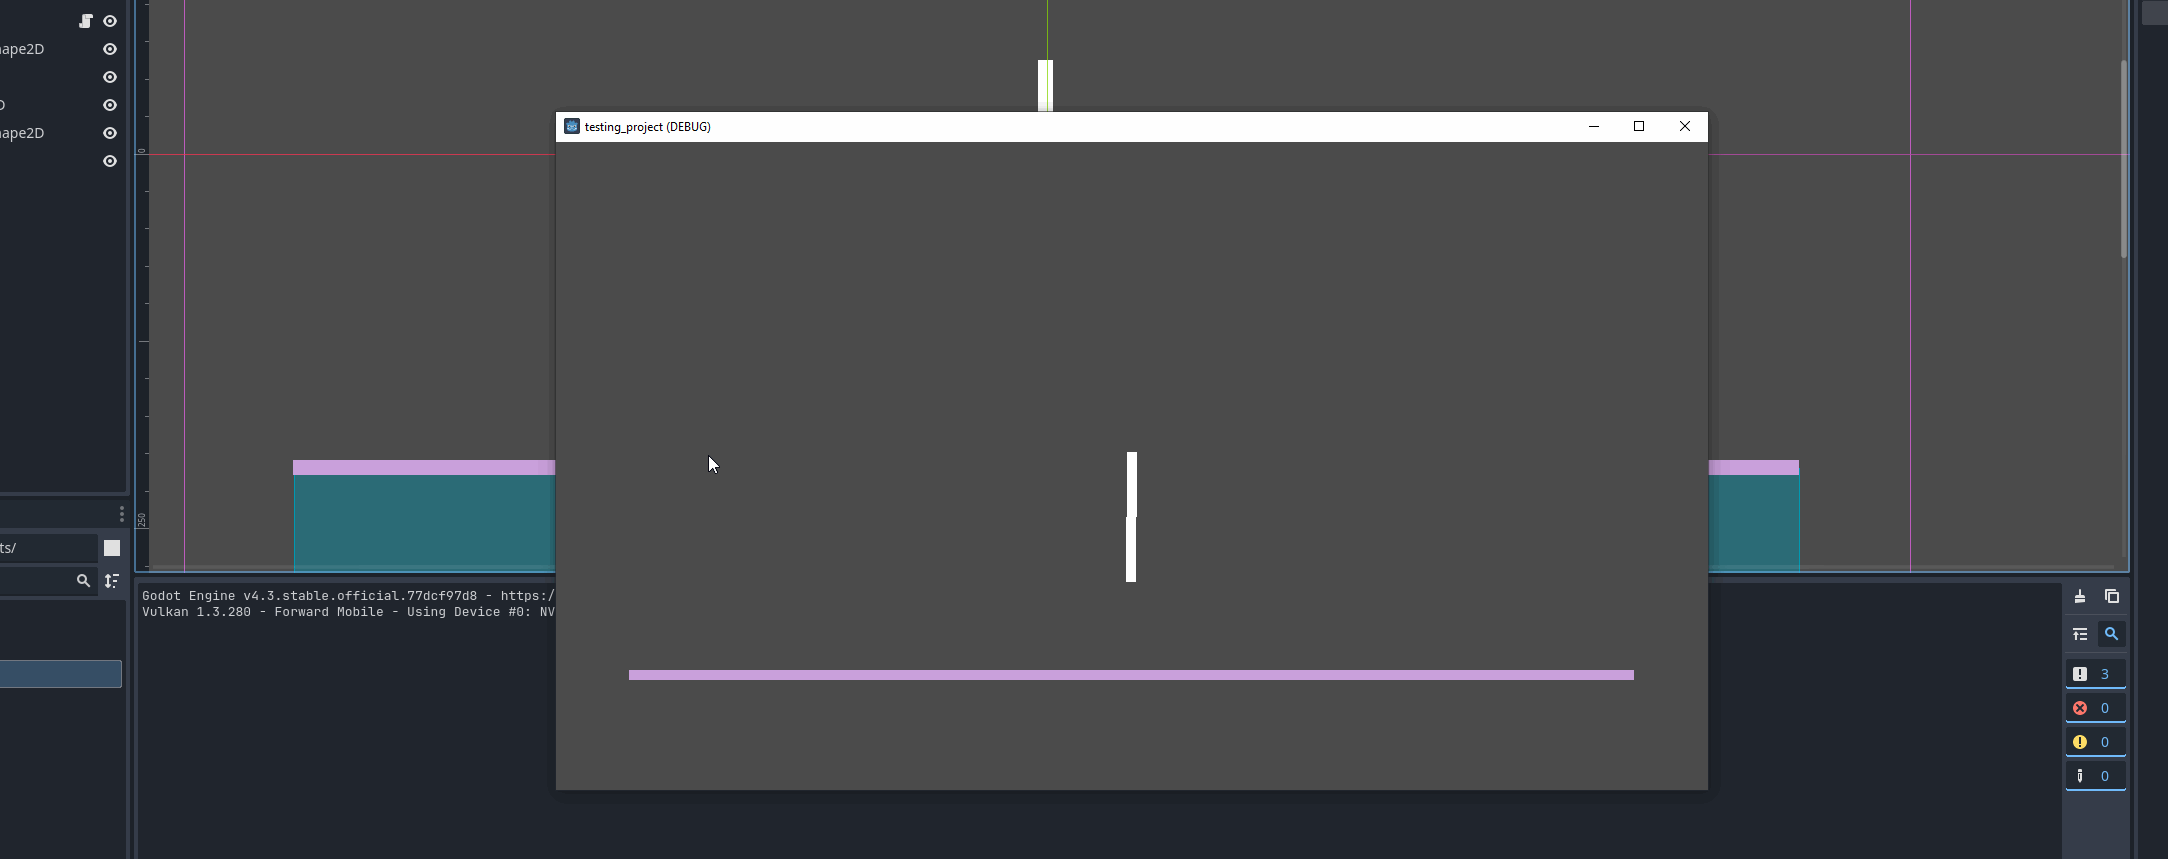 ape2D
D
ape2D
0
250
testing_project (DEBUG)
ts/
Godot Engine v4.3.stable.official.77dcf97d8 - https:/
Vulkan 1.3.280 - Forward Mobile - Using Device #0: NV
3
0
0
0